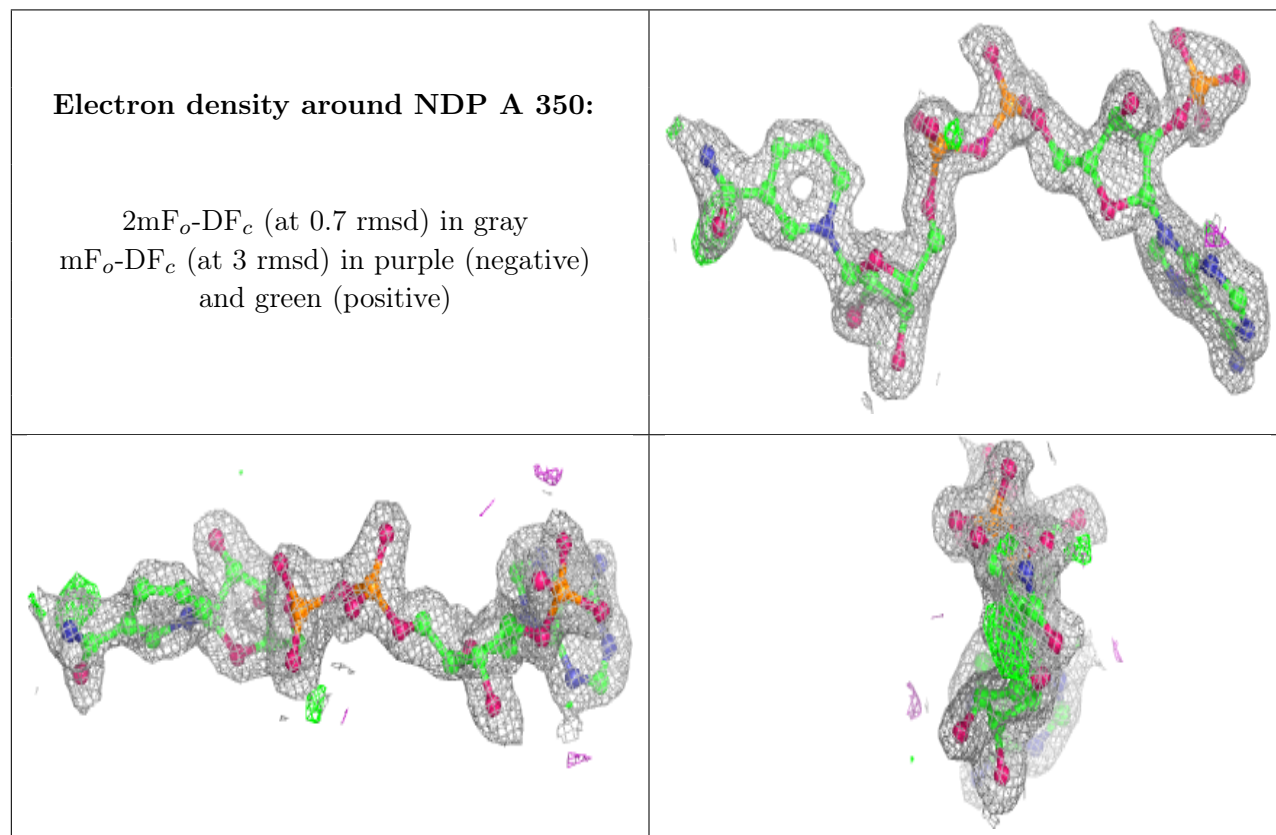 Electron density around NDP A 350:
2mFo-DFc (at 0.7 rmsd) in gray
mFo-DFc (at 3 rmsd) in purple (negative)
and green (positive)